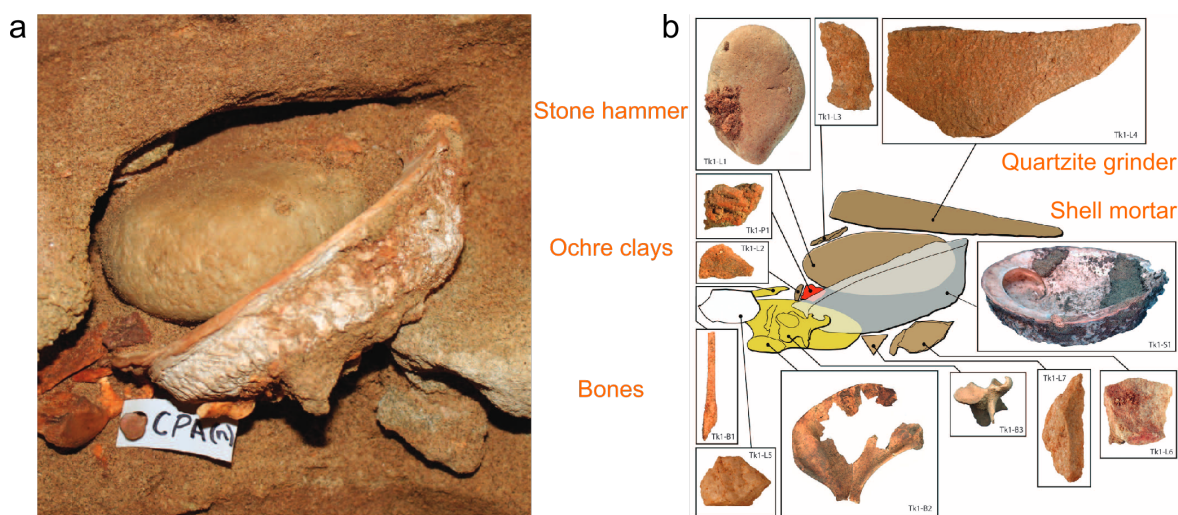 a
CPA(n)
b
Stone hammer
Ochre clays
Bones
Quartzite grinder
Shell mortar
Tk1-L1
Tk1-L3
Tk1-L4
Tk1-P1
Tk1-L2
Tk1-S1
Tk1-B1
Tk1-L5
Tk1-B2
Tk1-B3
Tk1-L7
Tk1-L6